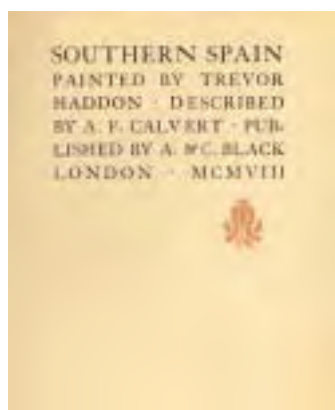 SOUTHERN SPAIN
PAINTED BY TREVOR
HADDON · DESCRIBED
BY A. F. CALVERT · PUB-
LISHED BY A. & C. BLACK
LONDON · MCMVIII